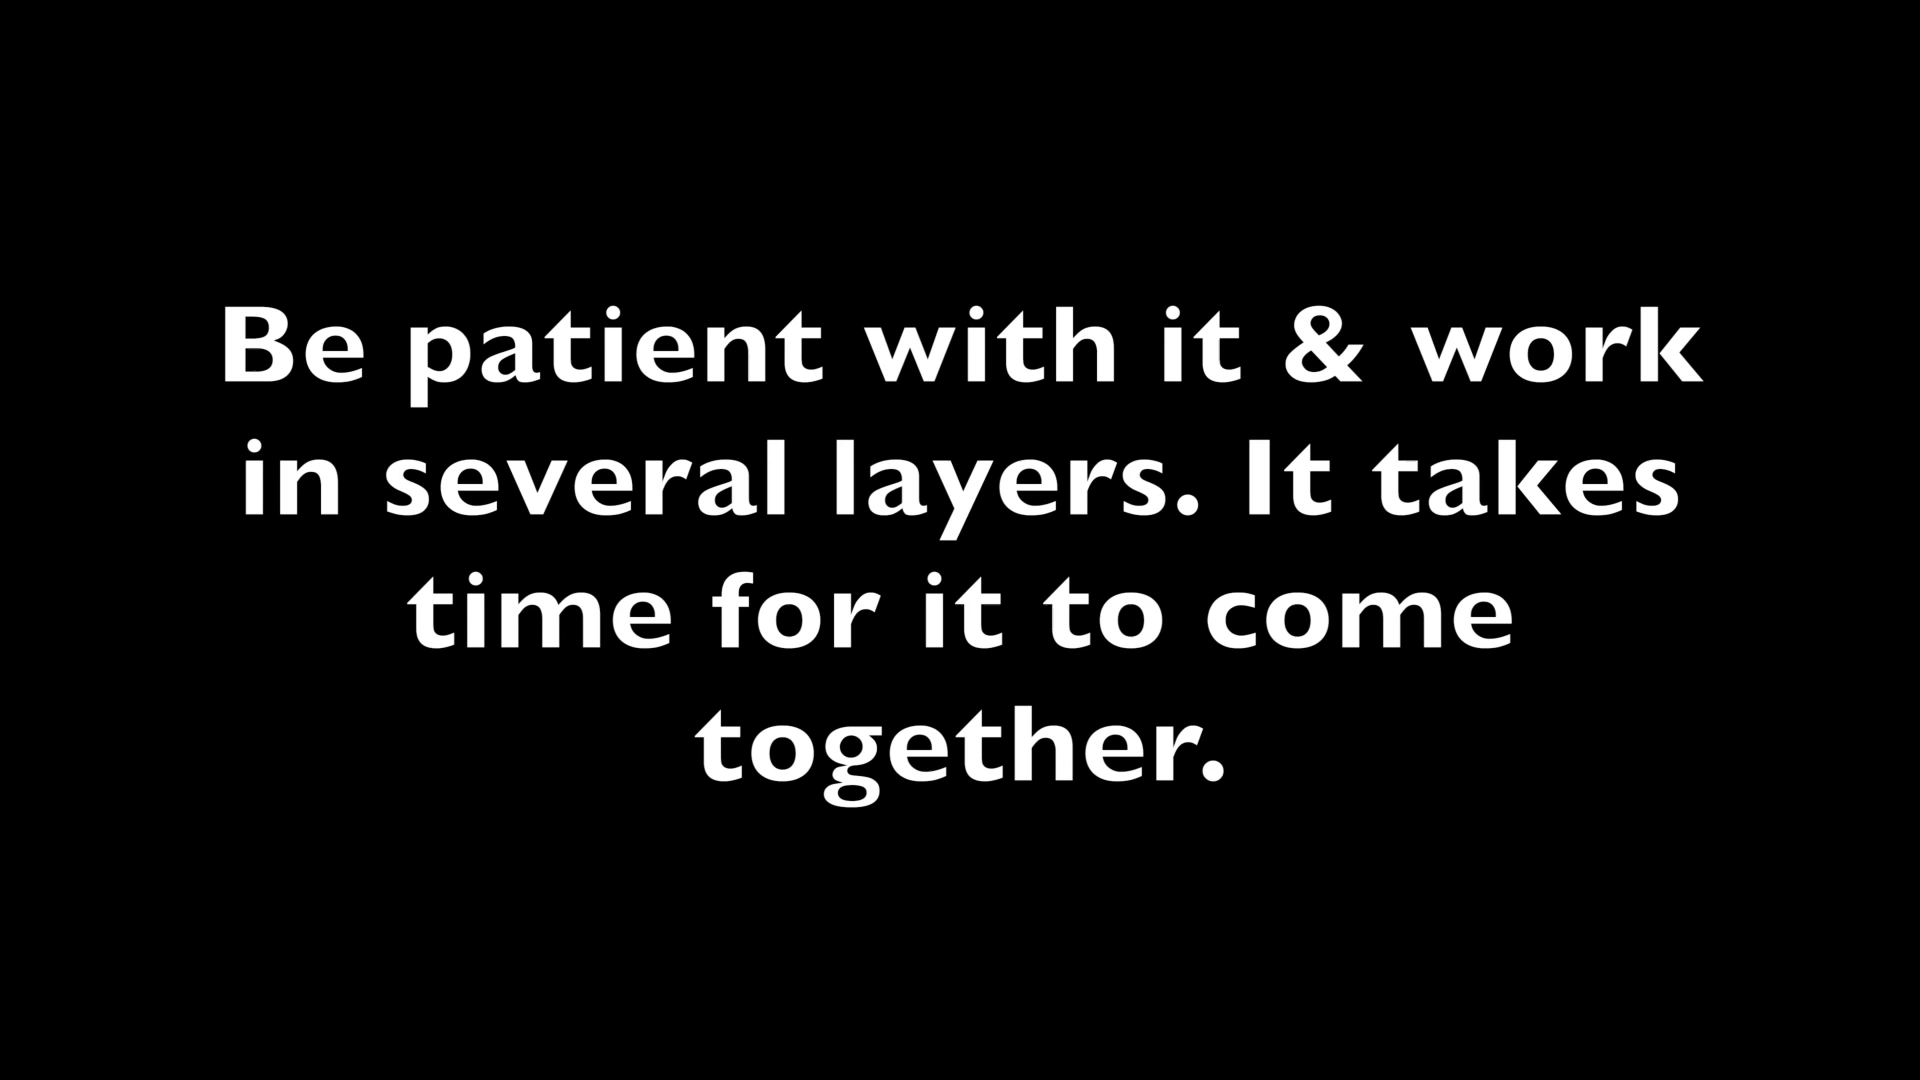 Be patient with it & work
in several layers. It takes
time for it to come
together.